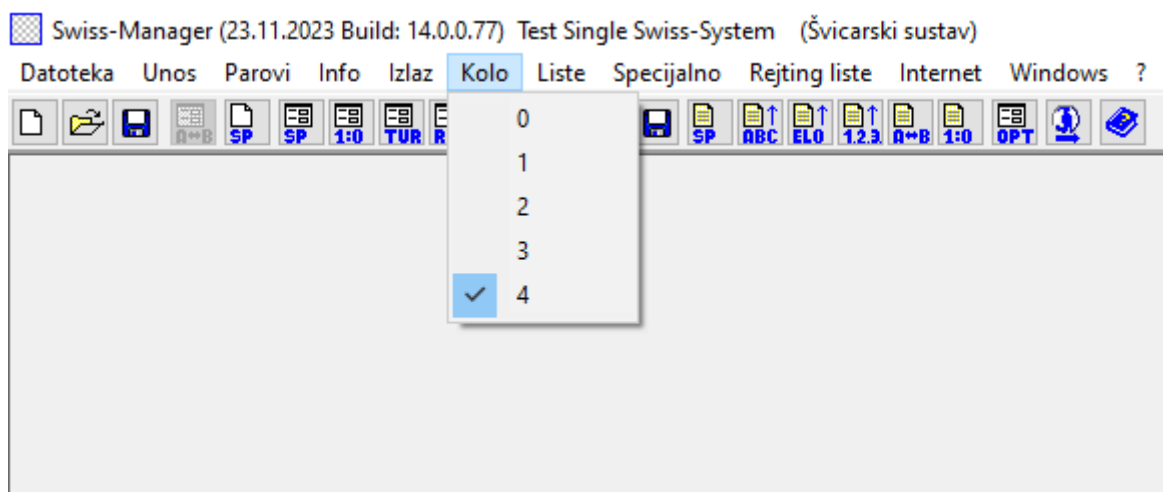 Swiss-Manager (23.11.2023 Build: 14.0.0.77) Test Single Swiss-System (Švicarski sustav)
Datoteka Unos Parovi Info Izlaz Kolo Liste Specijalno Rejting liste Internet Windows ?
A↔B SP SP 1:0 TUR R SP ABC ELO 1.2.3. A↔B 1:0 OPT
0
1
2
3
4